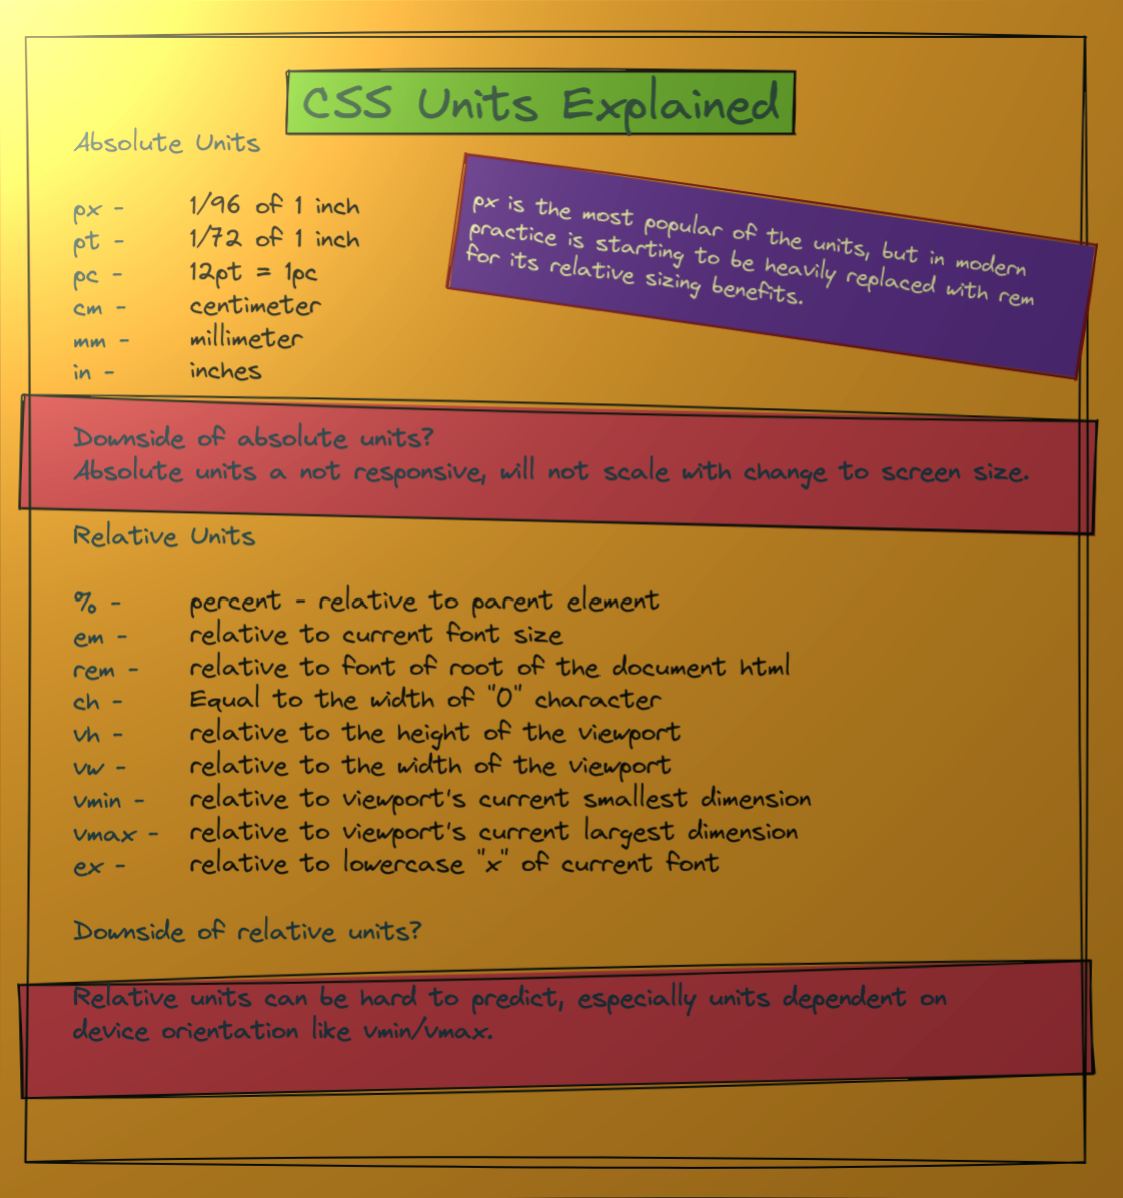 CSS Units Explained
Absolute Units
px - 1/96 of 1 inch
pt - 1/72 of 1 inch
pc - 12pt = 1pc
cm - centimeter
mm - millimeter
in - inches
px is the most popular of the units, but in modern
practice is starting to be heavily replaced with rem
for its relative sizing benefits.
Downside of absolute units?
Absolute units a not responsive, will not scale with change to screen size.
Relative Units
% - percent - relative to parent element
em - relative to current font size
rem - relative to font of root of the document html
ch - Equal to the width of "0" character
vh - relative to the height of the viewport
vw - relative to the width of the viewport
vmin - relative to viewport's current smallest dimension
vmax - relative to viewport's current largest dimension
ex - relative to lowercase "x" of current font
Downside of relative units?
Relative units can be hard to predict, especially units dependent on
device orientation like vmin/vmax.